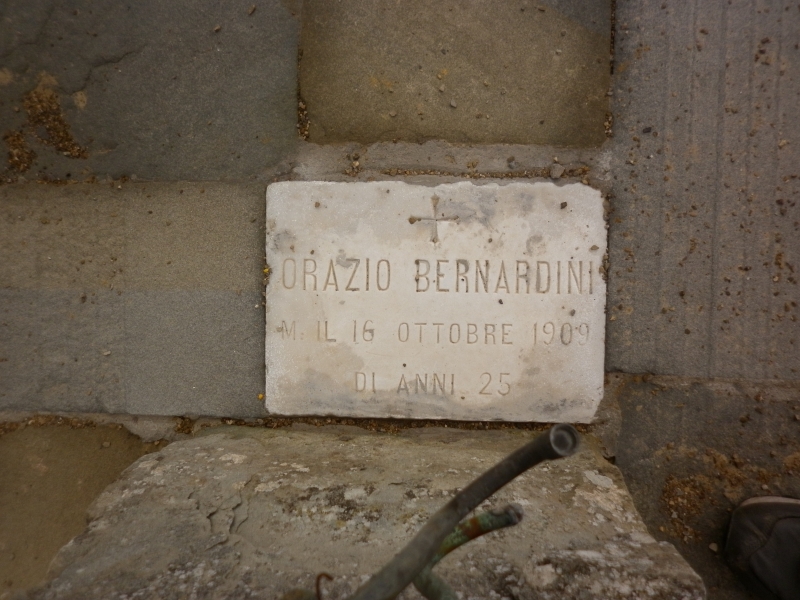 ORAZIO BERNARDINI
M. IL 16 OTTOBRE 1909
DI ANNI 25